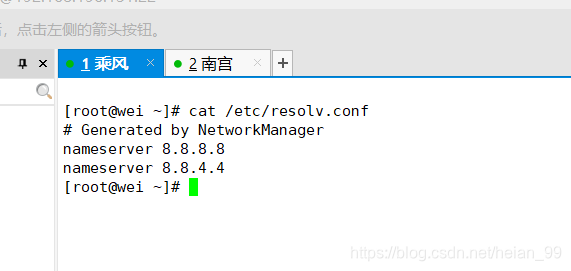 点击左侧的箭头按钮。
1 乘风
2 南宫
[root@wei ~]# cat /etc/resolv.conf
# Generated by NetworkManager
nameserver 8.8.8.8
nameserver 8.8.4.4
[root@wei ~]#
https://blog.csdn.net/heian_99